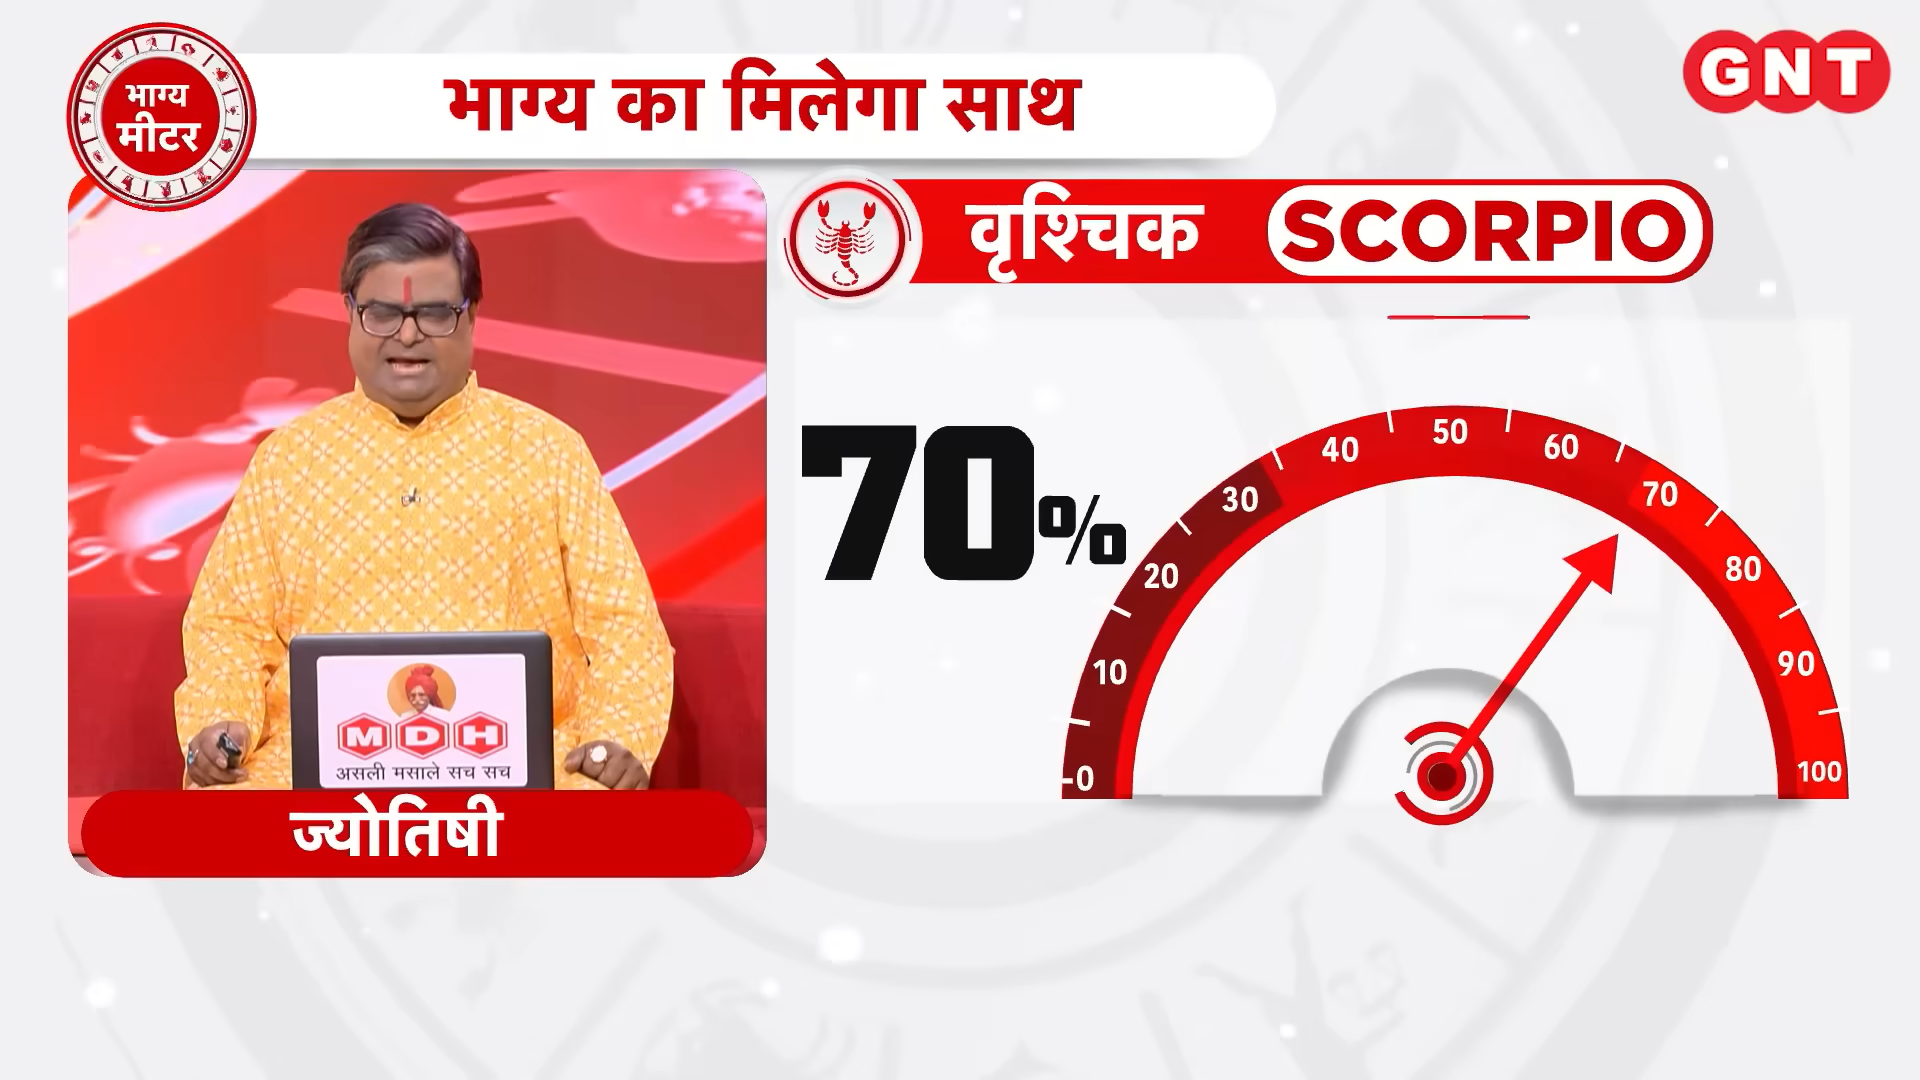 भाग्य
मीटर
भाग्य का मिलेगा साथ
GNT
वृश्चिक SCORPIO
70%
0
10
20
30
40
50
60
70
80
90
100
MDH
असली मसाले सच सच
ज्योतिषी